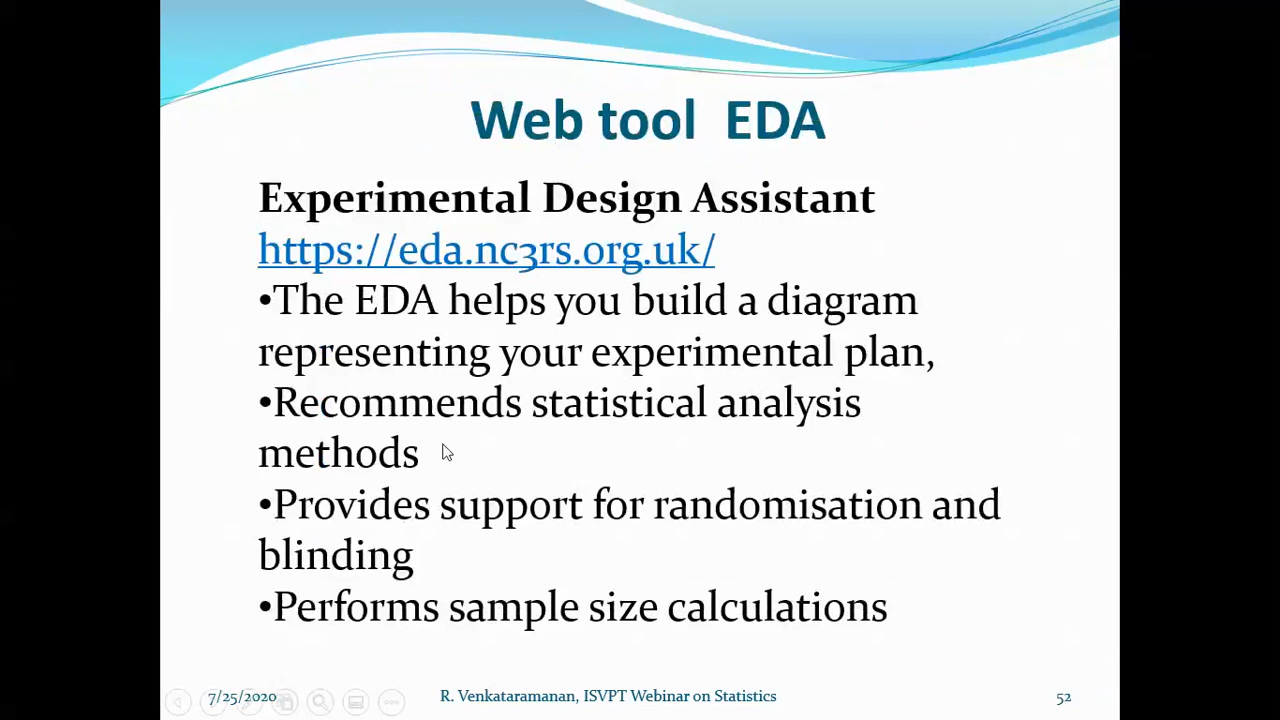 Web tool EDA
Experimental Design Assistant
https://eda.nc3rs.org.uk/
•The EDA helps you build a diagram
representing your experimental plan,
•Recommends statistical analysis
methods
•Provides support for randomisation and
blinding
•Performs sample size calculations
7/25/2020 R. Venkataramanan, ISVPT Webinar on Statistics 52